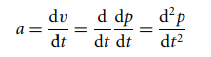 a = dv/dt = d/dt dp/dt = d²p/dt²